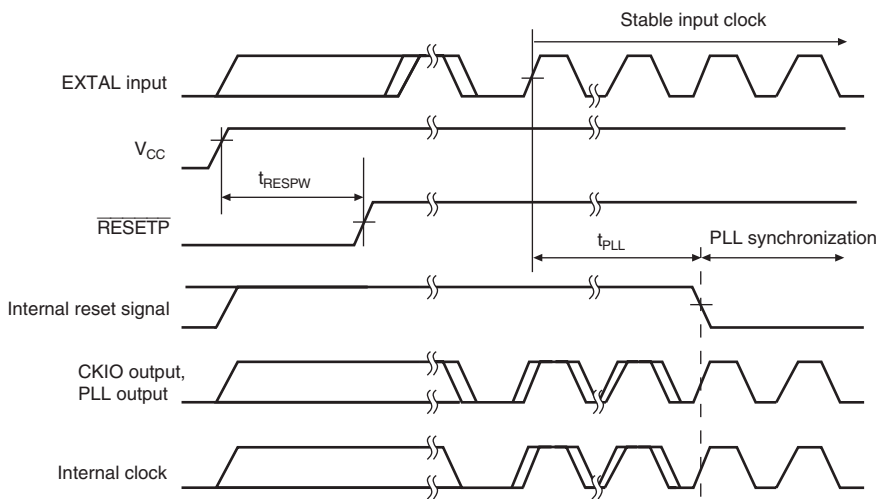 Stable input clock
EXTAL input
VCC
tRESPW
RESETP
tPLL
PLL synchronization
Internal reset signal
CKIO output,
PLL output
Internal clock